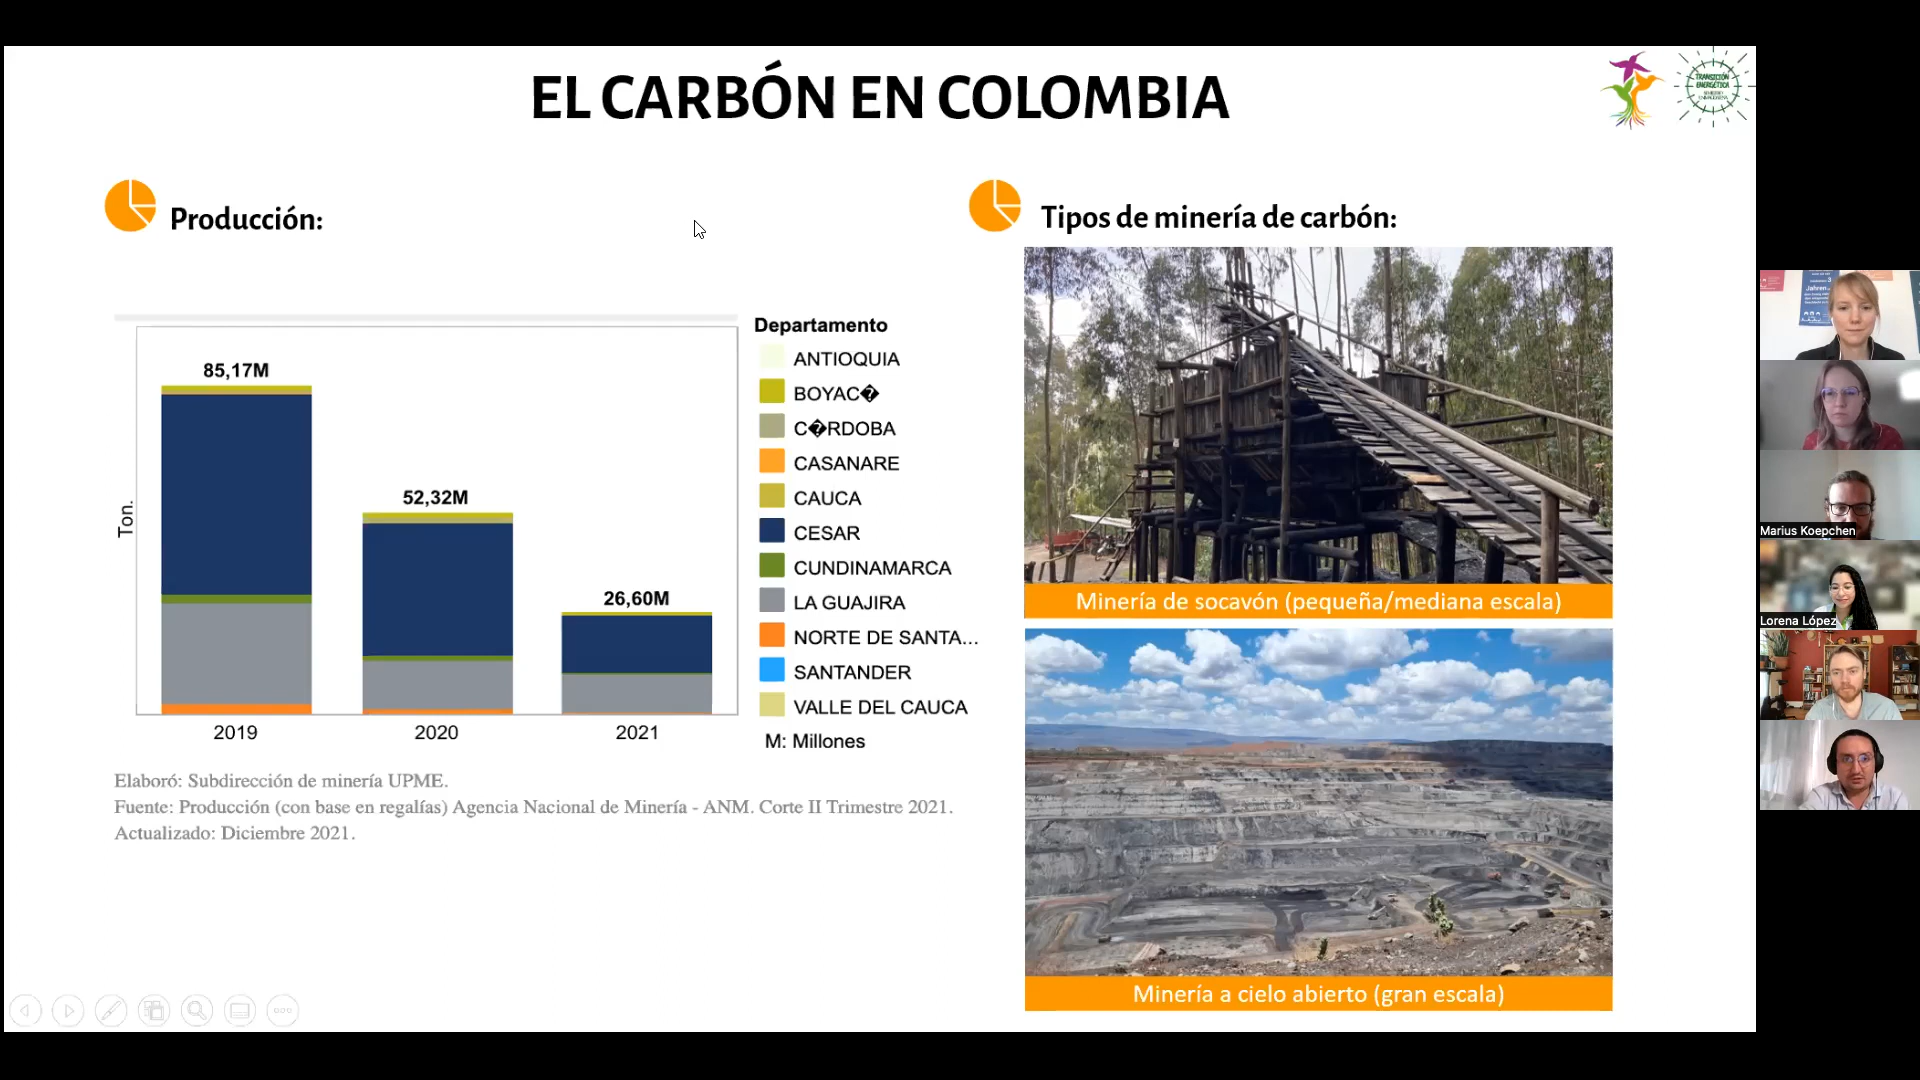 EL CARBÓN EN COLOMBIA
TRANSICIÓN
ENERGÉTICA
Producción:
85,17M
52,32M
26,60M
Ton.
2019
2020
2021
Departamento
ANTIOQUIA
BOYAC�
C�RDOBA
CASANARE
CAUCA
CESAR
CUNDINAMARCA
LA GUAJIRA
NORTE DE SANTA...
SANTANDER
VALLE DEL CAUCA
M: Millones
Elaboró: Subdirección de minería UPME.
Fuente: Producción (con base en regalías) Agencia Nacional de Minería - ANM. Corte II Trimestre 2021.
Actualizado: Diciembre 2021.
Tipos de minería de carbón:
Minería de socavón (pequeña/mediana escala)
Minería a cielo abierto (gran escala)
Jahren
Marius Koepchen
Lorena López